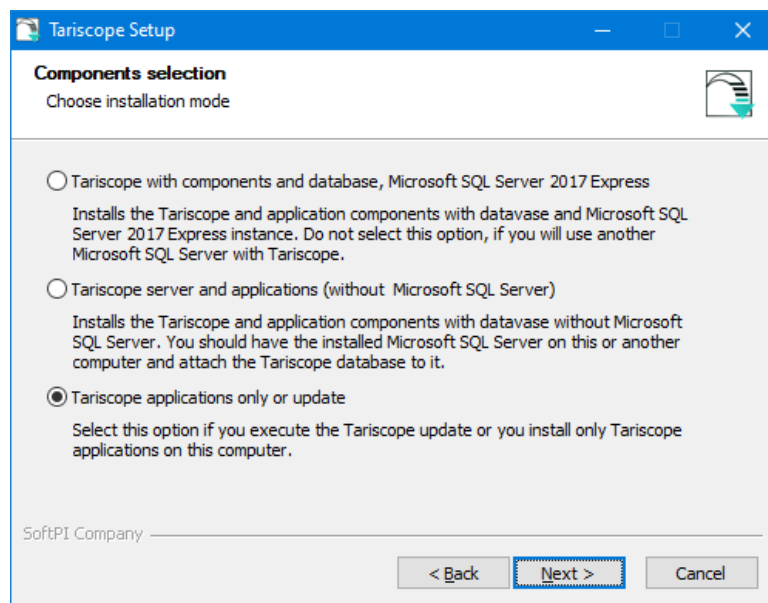 Tariscope Setup
Components selection
Choose installation mode
Tariscope with components and database, Microsoft SQL Server 2017 Express
Installs the Tariscope and application components with datavase and Microsoft SQL
Server 2017 Express instance. Do not select this option, if you will use another
Microsoft SQL Server with Tariscope.
Tariscope server and applications (without  Microsoft SQL Server)
Installs the Tariscope and application components with datavase without Microsoft
SQL Server. You should have the installed Microsoft SQL Server on this or another
computer and attach the Tariscope database to it.
Tariscope applications only or update
Select this option if you execute the Tariscope update or you install only Tariscope
applications on this computer.
SoftPI Company
< Back Next > Cancel